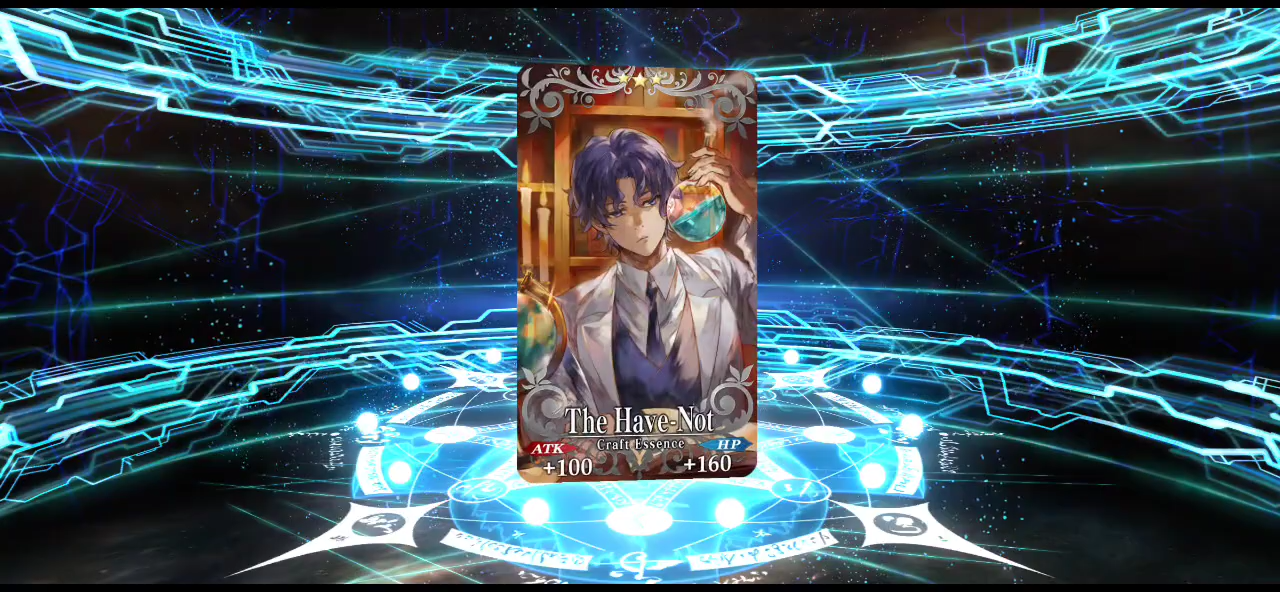 The Have-Not
Craft Essence
ATK
HP
+100
+160